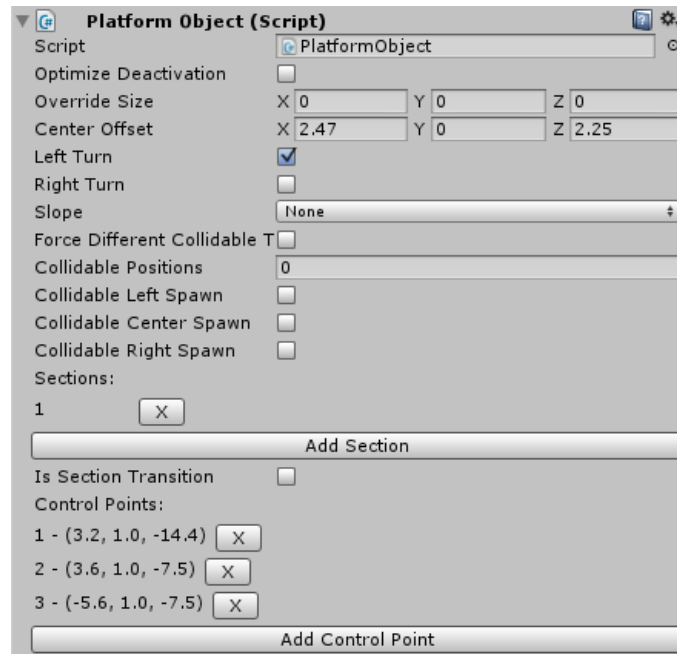 Platform Object (Script)
Script PlatformObject
Optimize Deactivation
Override Size X 0 Y 0 Z 0
Center Offset X 2.47 Y 0 Z 2.25
Left Turn
Right Turn
Slope None
Force Different Collidable T
Collidable Positions 0
Collidable Left Spawn
Collidable Center Spawn
Collidable Right Spawn
Sections:
1 X
Add Section
Is Section Transition
Control Points:
1 - (3.2, 1.0, -14.4) X
2 - (3.6, 1.0, -7.5) X
3 - (-5.6, 1.0, -7.5) X
Add Control Point